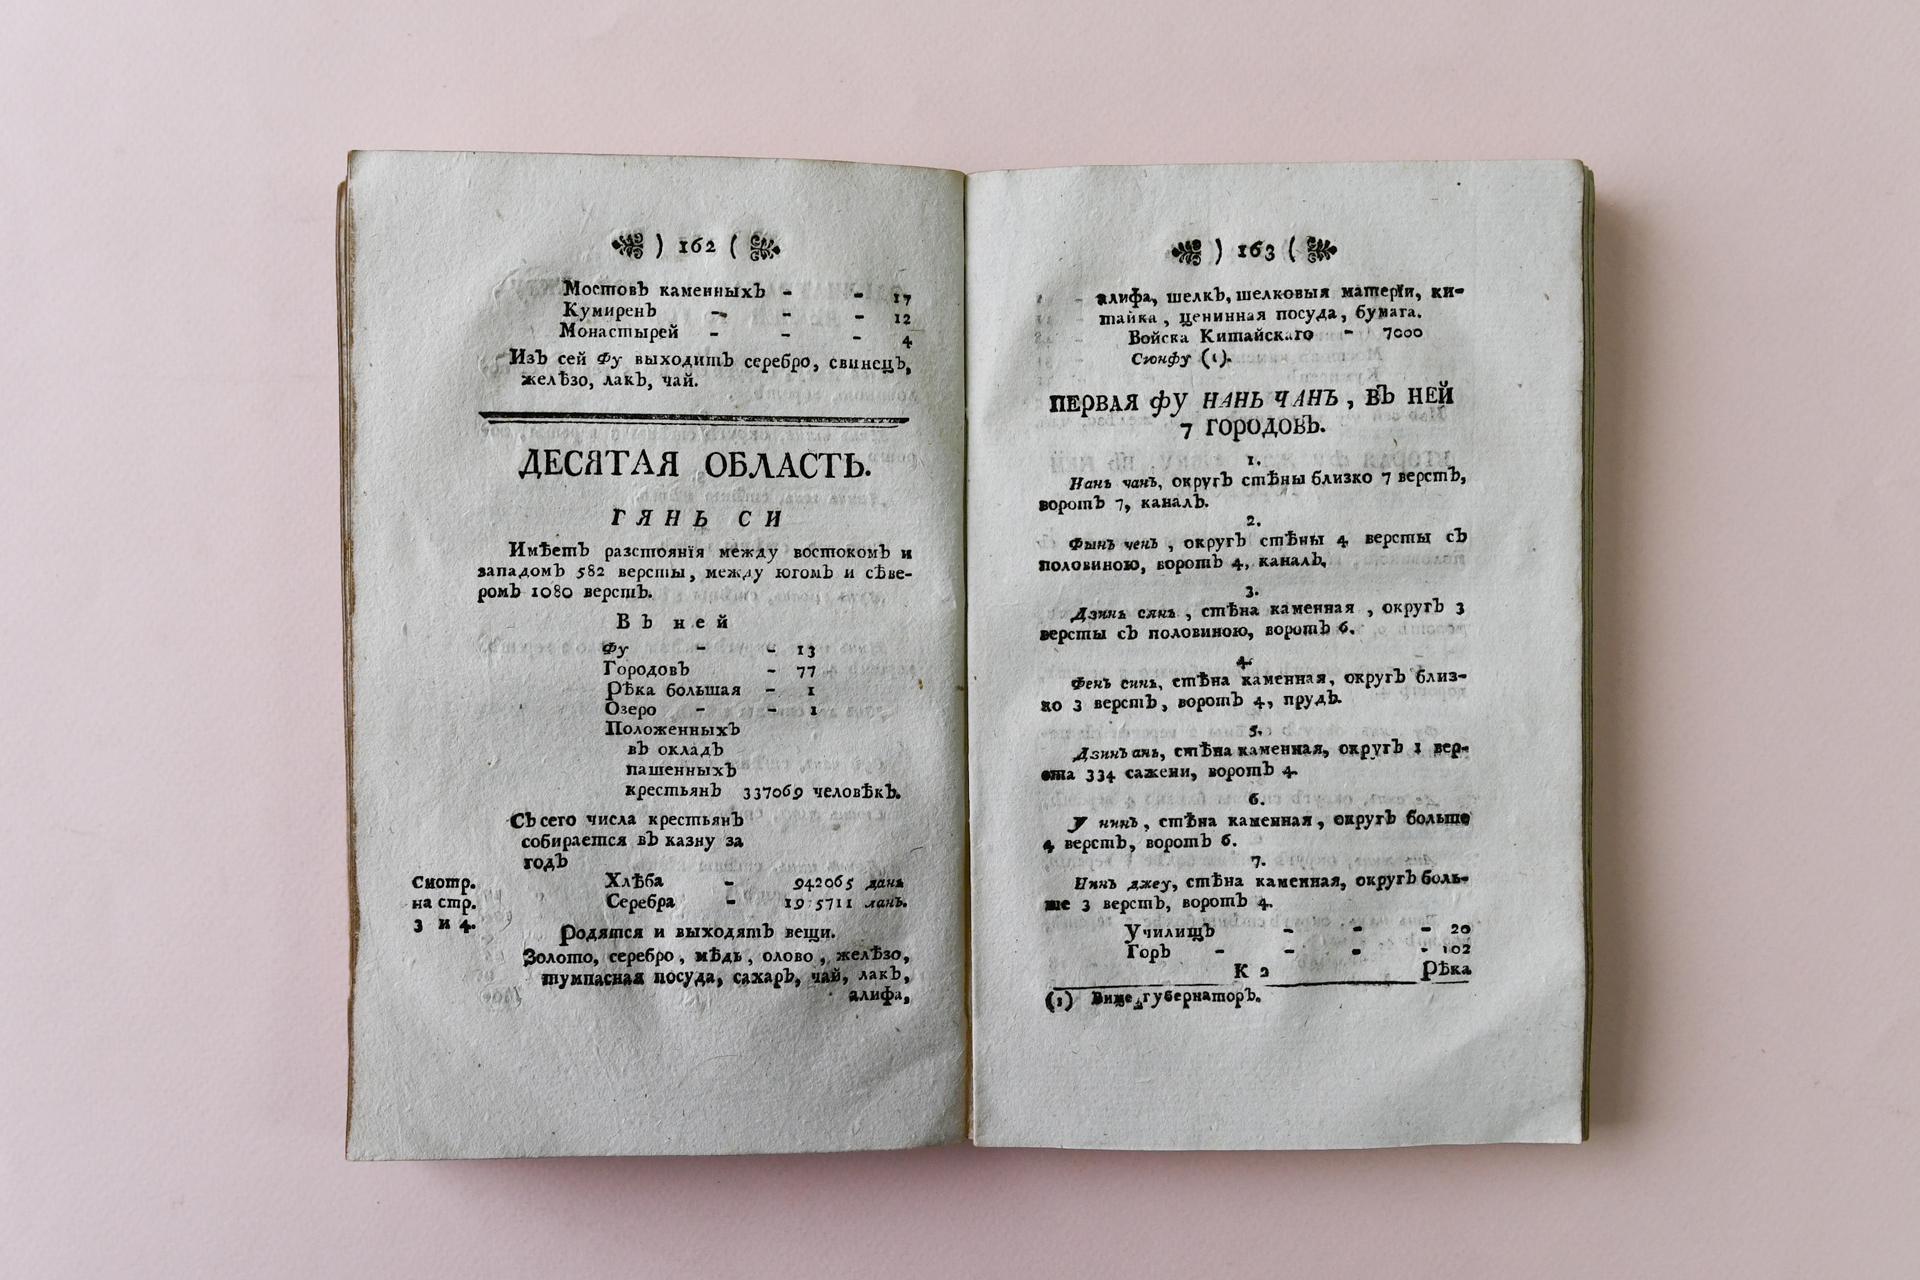 ) 162 (
Мостовъ каменныхъ - - 17
Кумиренъ - - - 12
Монастырей - - - 4
Изъ сей Фу выходитъ серебро, свинецъ,
желѣзо, лакъ, чай.
ДЕСЯТАЯ ОБЛАСТЬ.
ГЯНЬ СИ
Имѣетъ разстоянїя между востокомъ и
западомъ 582 версты, между югомъ и сѣве-
ромъ 1080 верстъ.
Въ ней
Фу - - 13
Городовъ - 77
Рѣка большая - 1
Озеро - - 1
Положенныхъ
въ окладъ
пашенныхъ
крестьянъ 337069 человѣкъ.
Съ сего числа крестьянъ
собирается въ казну за
годъ
Смотр.
на стр.
3 и 4.
Хлѣба - 942065 дань
Серебра - лань.
Родятся и выходятъ вещи.
Золото, серебро, мѣдь, олово, желѣзо,
тумпасная посуда, сахаръ, чай, лакъ,
алифа,
) 163 (
алифа, шелкъ, шелковыя матерїи, ки-
тайка, ценинная посуда, бумага.
Войска Китайскаго - 7000
Сюнфу (1).
ПЕРВАЯ фу НАНЬ ЧАНЪ, ВЪ НЕЙ
7 ГОРОДОВЪ.
1.
Нань чанъ, округъ стѣны близко 7 верстъ,
воротъ 7, каналъ.
2.
Фынъ ченъ, округъ стѣны 4 версты съ
половиною, воротъ 4, каналъ.
3.
Дзинь сянь, стѣна каменная, округъ 3
версты съ половиною, воротъ 6.
4.
Фенъ синь, стѣна каменная, округъ близ-
ко 3 верстъ, воротъ 4, прудъ.
5.
Дзинъ ань, стѣна каменная, округъ 1 вер-
ста 334 сажени, воротъ 4.
6.
У нинъ, стѣна каменная, округъ больше
4 верстъ, воротъ 6.
7.
Нинъ джеу, стѣна каменная, округъ боль-
ше 3 верстъ, воротъ 4.
Училищъ - - - 20
Горъ - - - - 102
К 2 Рѣка
(1) Вице губернаторъ.